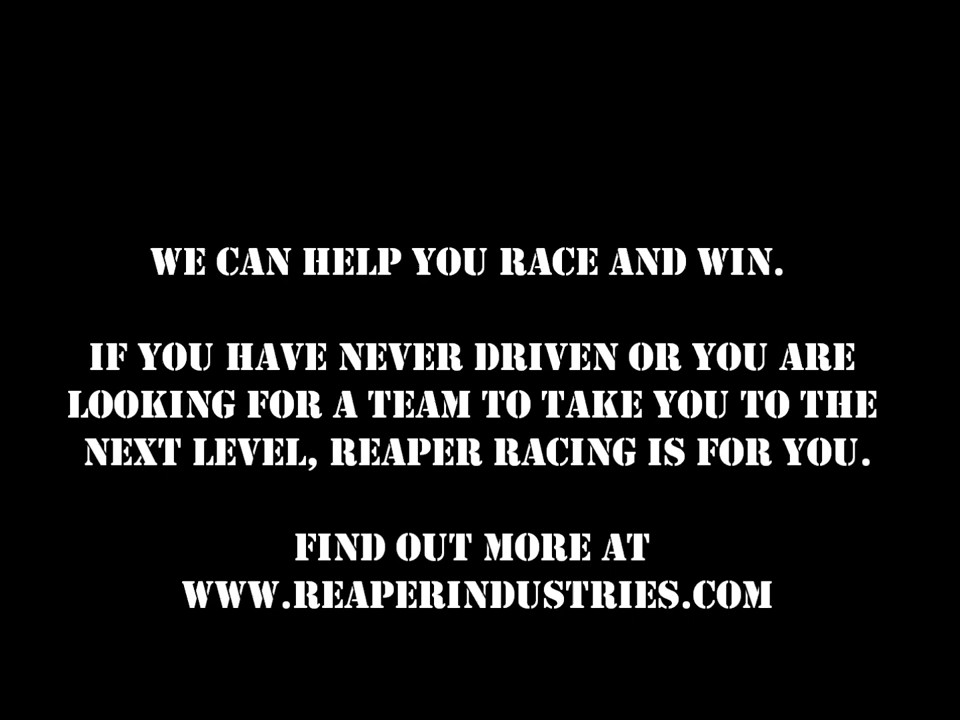 WE CAN HELP YOU RACE AND WIN.
IF YOU HAVE NEVER DRIVEN OR YOU ARE
LOOKING FOR A TEAM TO TAKE YOU TO THE
NEXT LEVEL, REAPER RACING IS FOR YOU.
FIND OUT MORE AT
WWW.REAPERINDUSTRIES.COM